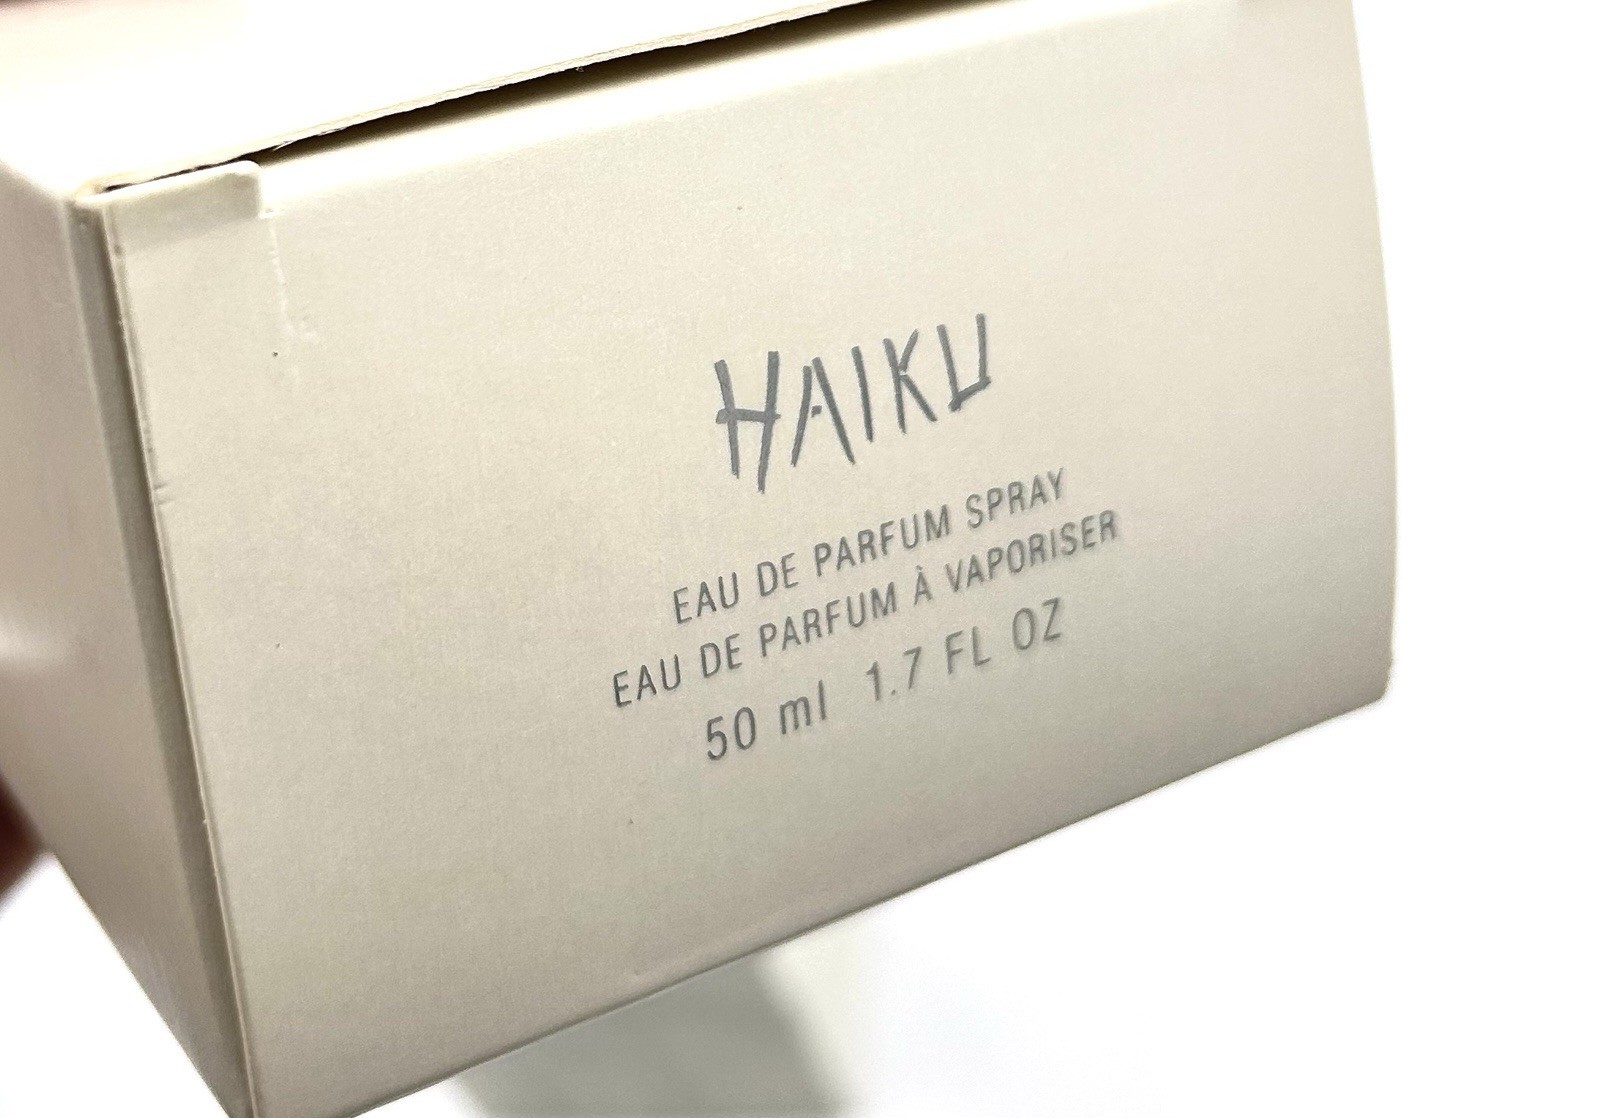 HAIKU
EAU DE PARFUM SPRAY
EAU DE PARFUM À VAPORISER
50 ml 1.7 FL OZ